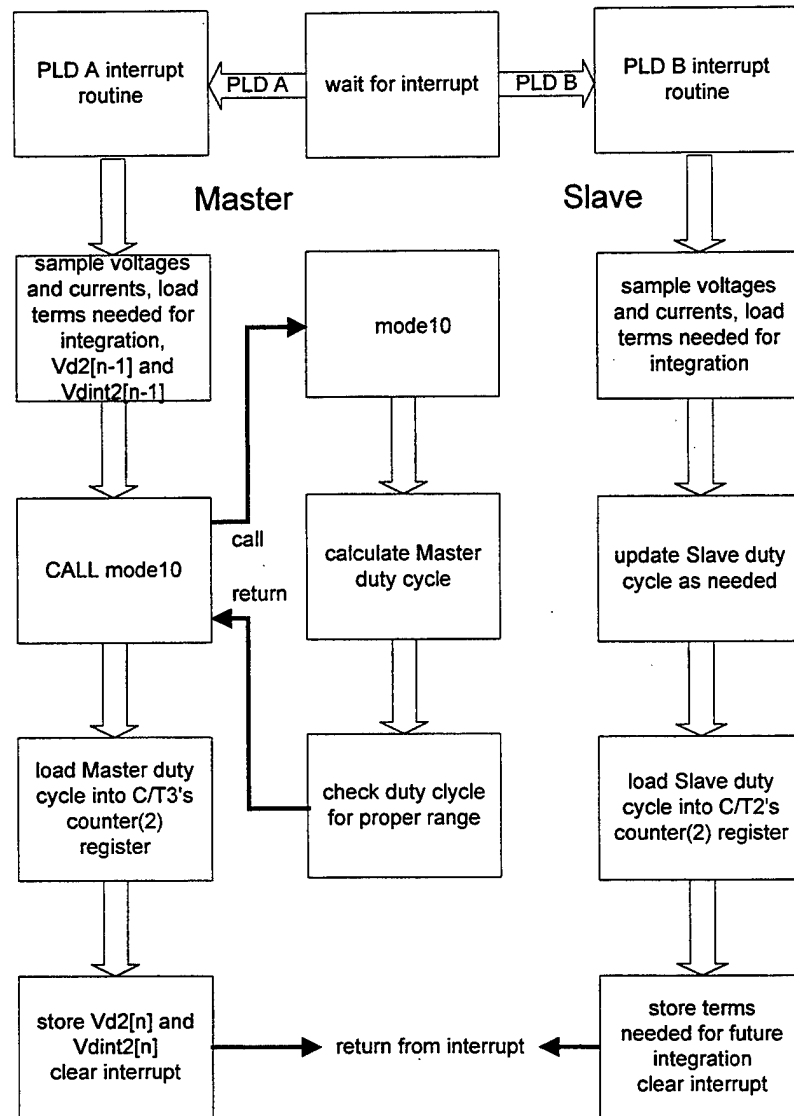 PLD A interrupt
routine
PLD A
wait for interrupt
PLD B
PLD B interrupt
routine
Master
Slave
sample voltages
and currents, load
terms needed for
integration,
Vd2[n-1] and
Vdint2[n-1]
mode10
sample voltages
and currents, load
terms needed for
integration
CALL mode10
call
return
calculate Master
duty cycle
update Slave duty
cycle as needed
load Master duty
cycle into C/T3's
counter(2)
register
check duty clycle
for proper range
load Slave duty
cycle into C/T2's
counter(2) register
store Vd2[n] and
Vdint2[n]
clear interrupt
return from interrupt
store terms
needed for future
integration
clear interrupt